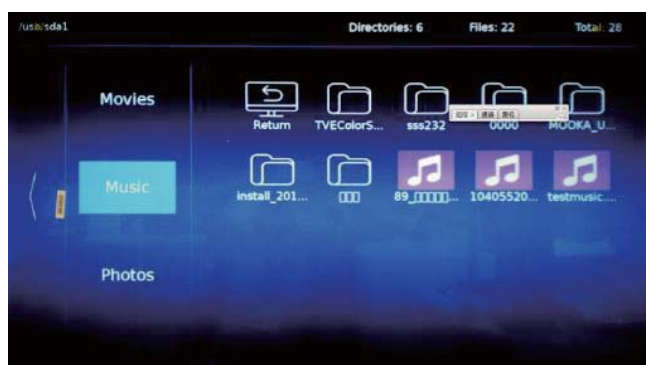 /usb/sda1 Directories: 6 Files: 22 Total: 28
Movies
Return TVEColorS... sss232 0000 MOOKA_U...
Music
install_201... 89_ ... 10405520... testmusic....
Photos